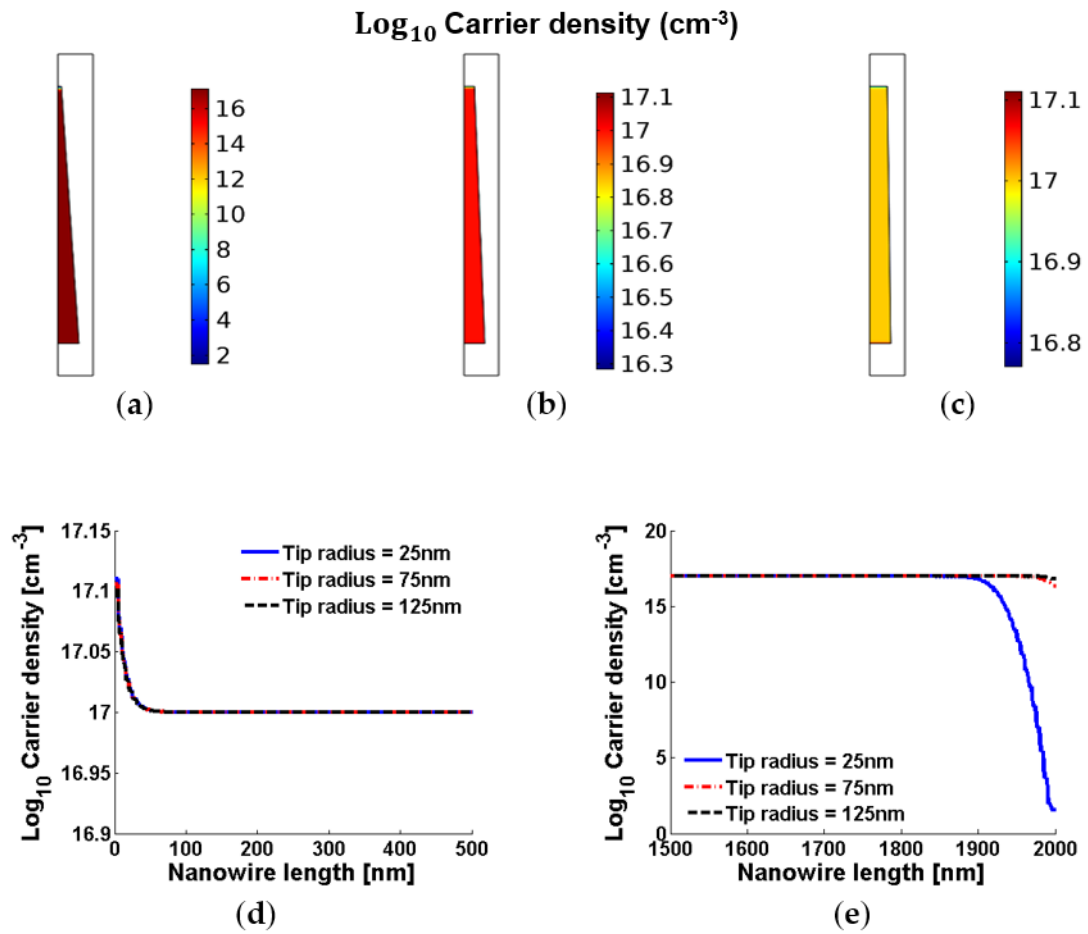 Log₁₀ Carrier density (cm⁻³)
16
14
12
10
8
6
4
2
17.1
17
16.9
16.8
16.7
16.6
16.5
16.4
16.3
17.1
17
16.9
16.8
(a)
(b)
(c)
Log₁₀ Carrier density [cm⁻³]
17.15
17.1
17.05
17
16.95
16.9
Tip radius = 25nm
Tip radius = 75nm
Tip radius = 125nm
0 100 200 300 400 500
Nanowire length [nm]
(d)
Log₁₀ Carrier density [cm⁻³]
20
15
10
5
0
Tip radius = 25nm
Tip radius = 75nm
Tip radius = 125nm
1500 1600 1700 1800 1900 2000
Nanowire length [nm]
(e)